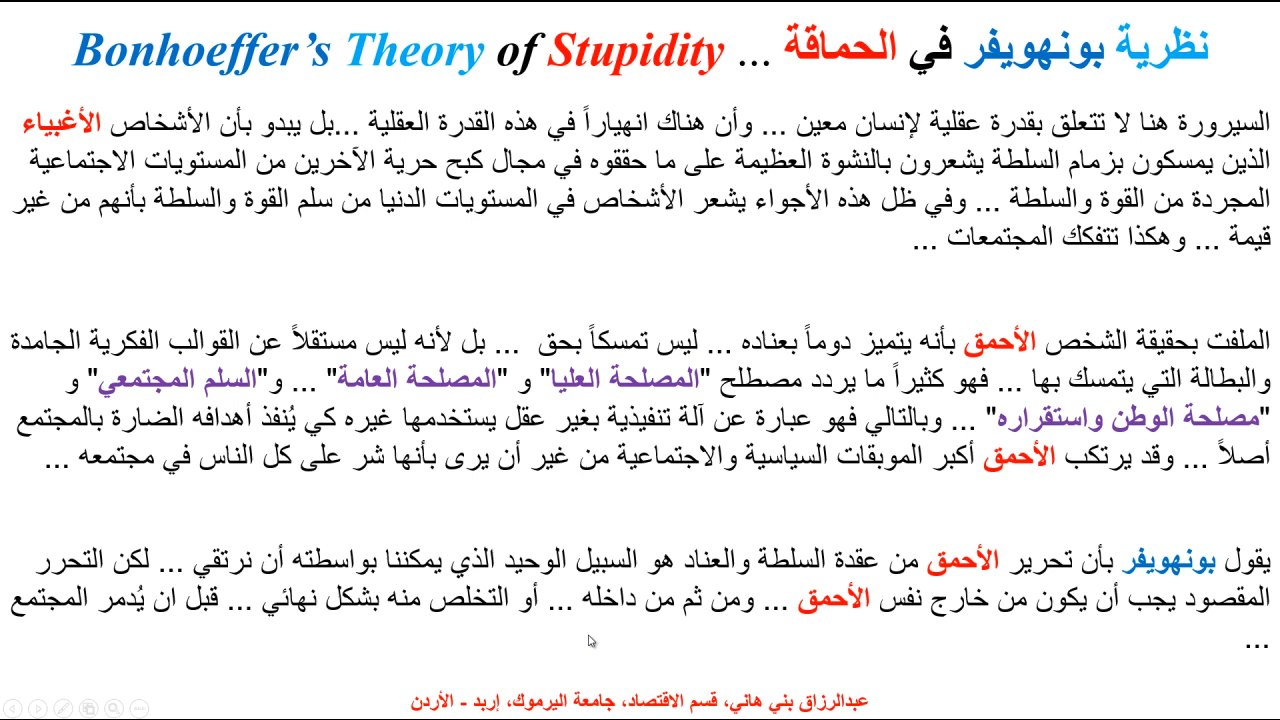 نظرية بونهويفر في الحماقة ... Bonhoeffer’s Theory of Stupidity
السيرورة هنا لا تتعلق بقدرة عقلية لإنسان معين ... وأن هناك انهياراً في هذه القدرة العقلية ...بل يبدو بأن الأشخاص الأغبياء
الذين يمسكون بزمام السلطة يشعرون بالنشوة العظيمة على ما حققوه في مجال كبح حرية الآخرين من المستويات الاجتماعية
المجردة من القوة والسلطة ... وفي ظل هذه الأجواء يشعر الأشخاص في المستويات الدنيا من سلم القوة والسلطة بأنهم من غير
قيمة ... وهكذا تتفكك المجتمعات ...
الملفت بحقيقة الشخص الأحمق بأنه يتميز دوماً بعناده ... ليس تمسكاً بحق ... بل لأنه ليس مستقلاً عن القوالب الفكرية الجامدة
والبطالة التي يتمسك بها ... فهو كثيراً ما يردد مصطلح "المصلحة العليا" و "المصلحة العامة" ... و"السلم المجتمعي" و
"مصلحة الوطن واستقراره" ... وبالتالي فهو عبارة عن آلة تنفيذية بغير عقل يستخدمها غيره كي يُنفذ أهدافه الضارة بالمجتمع
أصلاً ... وقد يرتكب الأحمق أكبر الموبقات السياسية والاجتماعية من غير أن يرى بأنها شر على كل الناس في مجتمعه ...
يقول بونهويفر بأن تحرير الأحمق من عقدة السلطة والعناد هو السبيل الوحيد الذي يمكننا بواسطته أن نرتقي ... لكن التحرر
المقصود يجب أن يكون من خارج نفس الأحمق ... ومن ثم من داخله ... أو التخلص منه بشكل نهائي ... قبل ان يُدمر المجتمع
...
عبدالرزاق بني هاني، قسم الاقتصاد، جامعة اليرموك، إربد - الأردن